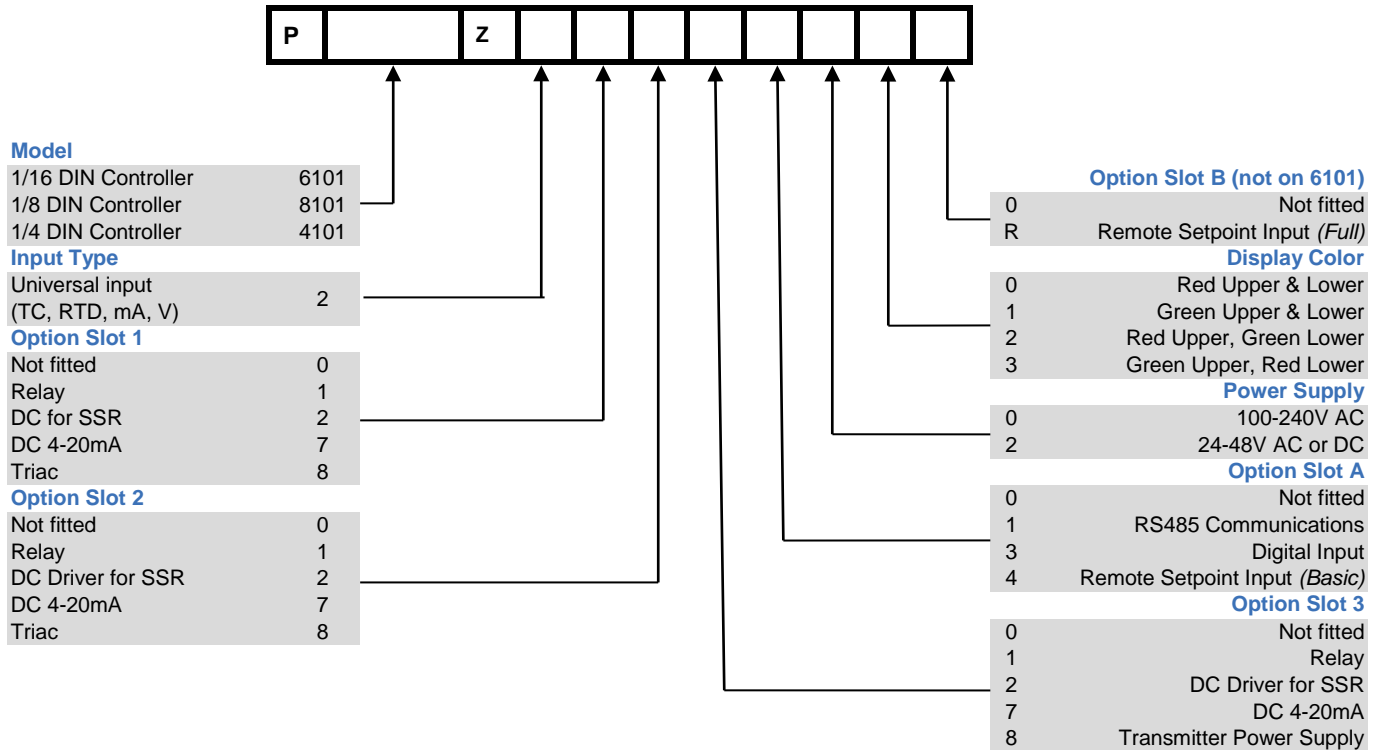 P Z
Model
1/16 DIN Controller 6101
1/8 DIN Controller 8101
1/4 DIN Controller 4101
Input Type
Universal input
(TC, RTD, mA, V) 2
Option Slot 1
Not fitted 0
Relay 1
DC for SSR 2
DC 4-20mA 7
Triac 8
Option Slot 2
Not fitted 0
Relay 1
DC Driver for SSR 2
DC 4-20mA 7
Triac 8
Option Slot B (not on 6101)
0 Not fitted
R Remote Setpoint Input (Full)
Display Color
0 Red Upper & Lower
1 Green Upper & Lower
2 Red Upper, Green Lower
3 Green Upper, Red Lower
Power Supply
0 100-240V AC
2 24-48V AC or DC
Option Slot A
0 Not fitted
1 RS485 Communications
3 Digital Input
4 Remote Setpoint Input (Basic)
Option Slot 3
0 Not fitted
1 Relay
2 DC Driver for SSR
7 DC 4-20mA
8 Transmitter Power Supply